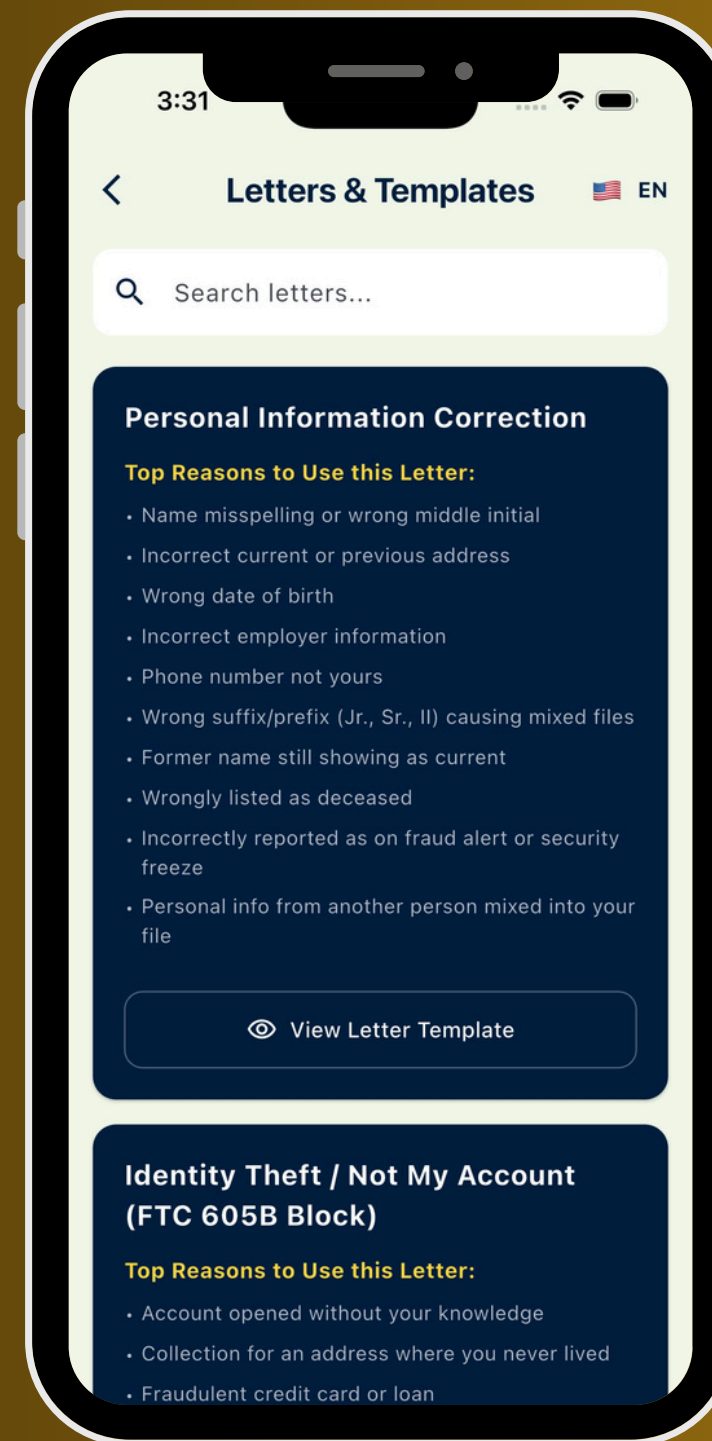 3:31
Letters & Templates 🇺🇸 EN
Search letters...
Personal Information Correction
Top Reasons to Use this Letter:
• Name misspelling or wrong middle initial
• Incorrect current or previous address
• Wrong date of birth
• Incorrect employer information
• Phone number not yours
• Wrong suffix/prefix (Jr., Sr., II) causing mixed files
• Former name still showing as current
• Wrongly listed as deceased
• Incorrectly reported as on fraud alert or security
freeze
• Personal info from another person mixed into your
file
View Letter Template
Identity Theft / Not My Account
(FTC 605B Block)
Top Reasons to Use this Letter:
• Account opened without your knowledge
• Collection for an address where you never lived
• Fraudulent credit card or loan